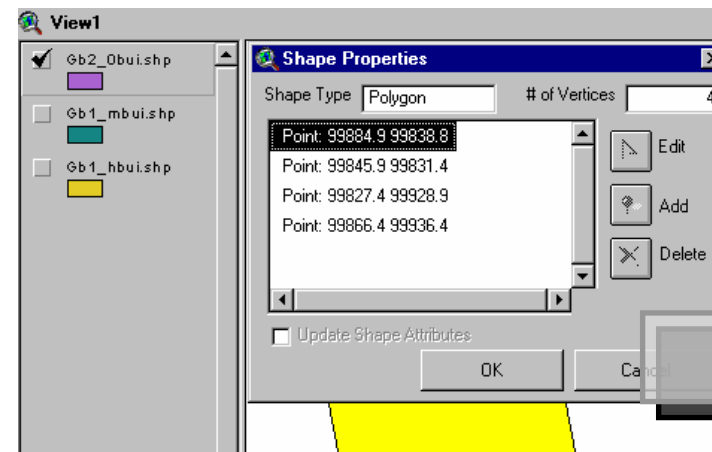 View1
Gb2_0bui.shp
Gb1_mbui.shp
Gb1_hbui.shp
Shape Properties
Shape Type Polygon # of Vertices 4
Point: 99884.9 99838.8
Point: 99845.9 99831.4
Point: 99827.4 99928.9
Point: 99866.4 99936.4
Edit
Add
Delete
Update Shape Attributes
OK Cancel